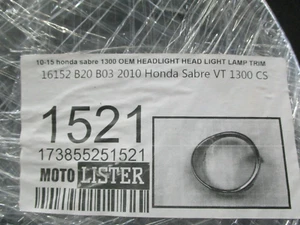 10-15 honda sabre 1300 OEM HEADLIGHT HEAD LIGHT LAMP TRIM
16152 B20 B03 2010 Honda Sabre VT 1300 CS
1521
173855251521
MOTO LISTER